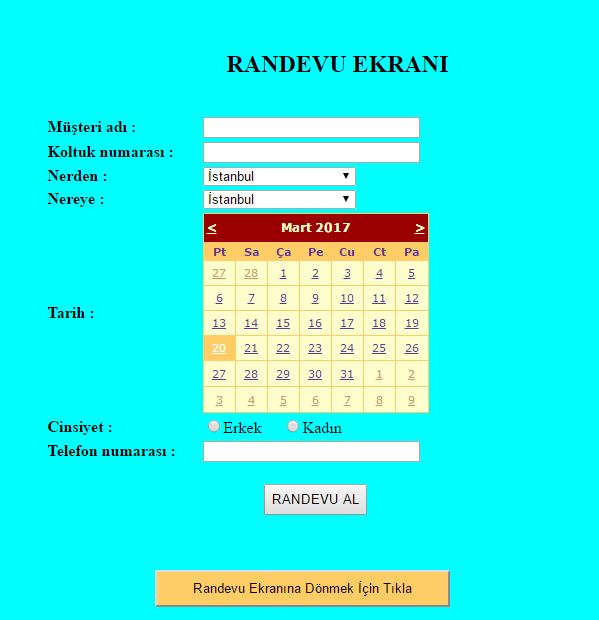 RANDEVU EKRANI
Müşteri adı :
Koltuk numarası :
Nerden : İstanbul
Nereye : İstanbul
< Mart 2017 >
Pt Sa Ça Pe Cu Ct Pa
27 28 1 2 3 4 5
6 7 8 9 10 11 12
13 14 15 16 17 18 19
Tarih :
20 21 22 23 24 25 26
27 28 29 30 31 1 2
3 4 5 6 7 8 9
Cinsiyet : Erkek Kadın
Telefon numarası :
RANDEVU AL
Randevu Ekranına Dönmek İçin Tıkla